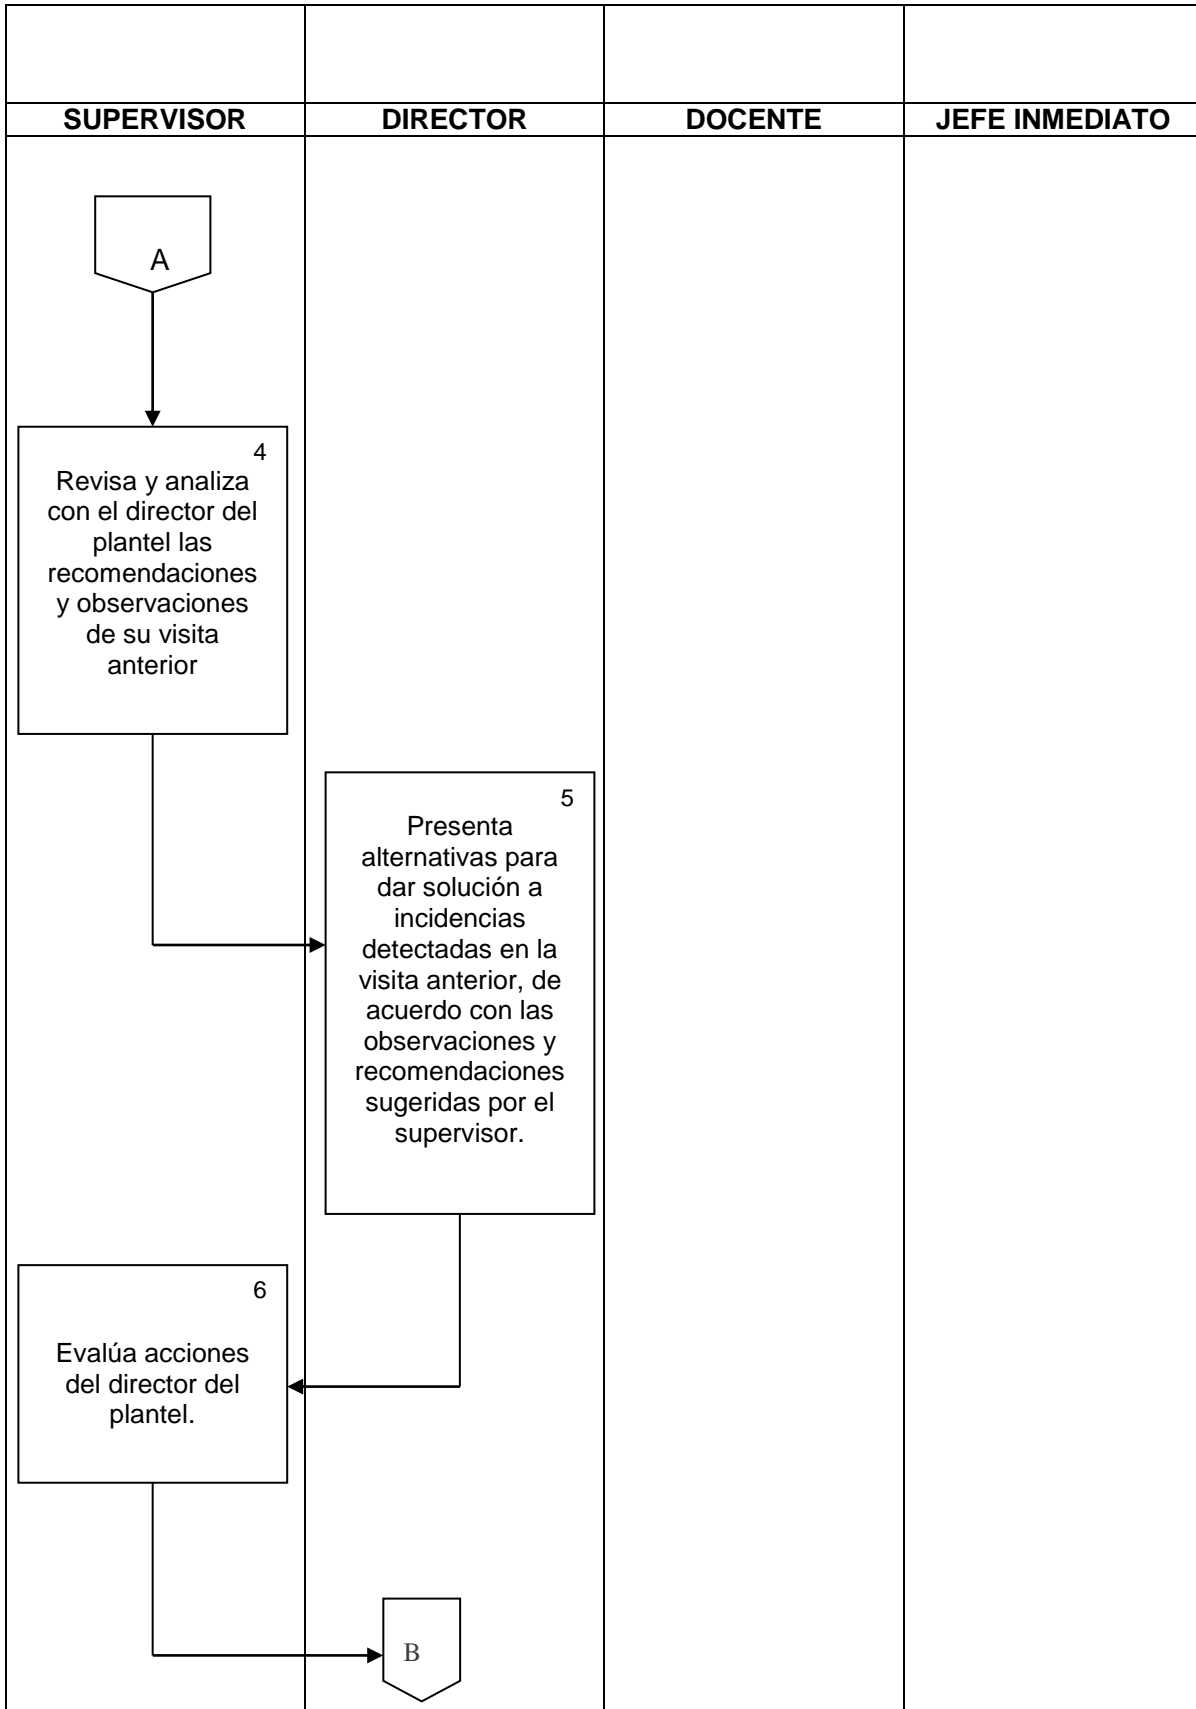 SUPERVISOR DIRECTOR DOCENTE JEFE INMEDIATO
A
4
Revisa y analiza
con el director del
plantel las
recomendaciones
y observaciones
de su visita
anterior
5
Presenta
alternativas para
dar solución a
incidencias
detectadas en la
visita anterior, de
acuerdo con las
observaciones y
recomendaciones
sugeridas por el
supervisor.
6
Evalúa acciones
del director del
plantel.
B